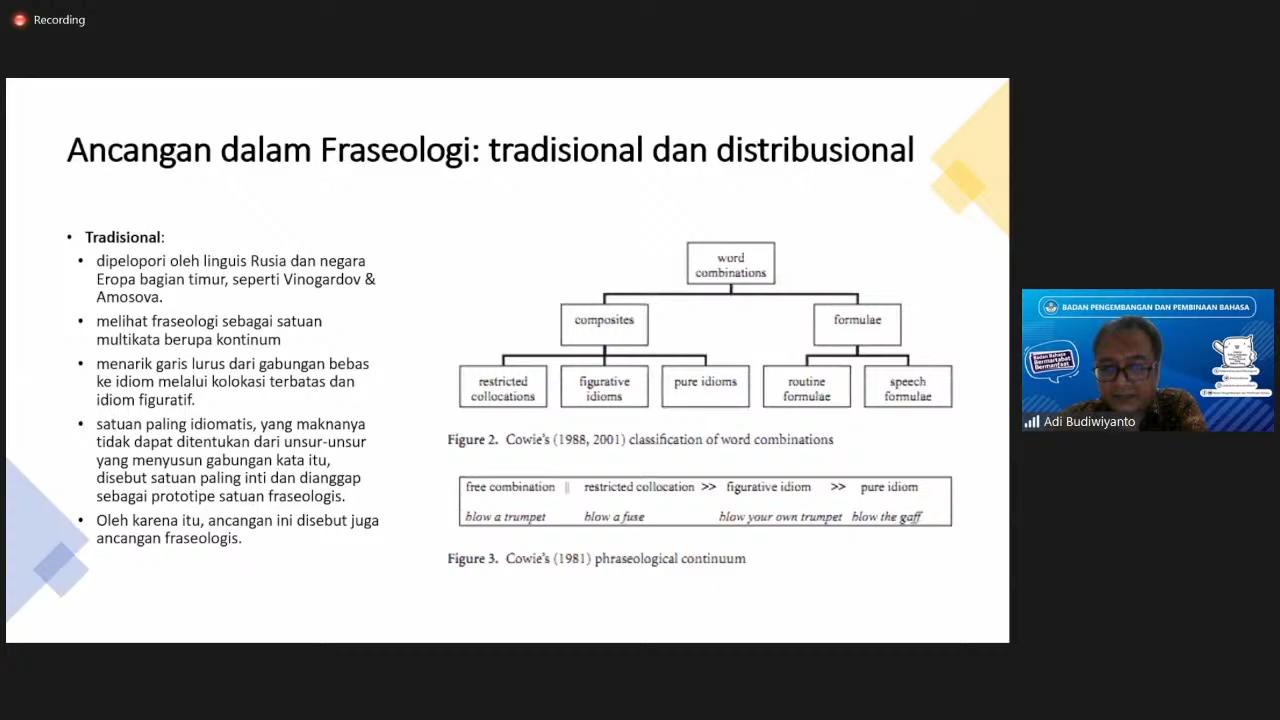 Recording
Ancangan dalam Fraseologi: tradisional dan distribusional
• Tradisional:
• dipelopori oleh linguis Rusia dan negara
Eropa bagian timur, seperti Vinogardov &
Amosova.
• melihat fraseologi sebagai satuan
multikata berupa kontinum
• menarik garis lurus dari gabungan bebas
ke idiom melalui kolokasi terbatas dan
idiom figuratif.
• satuan paling idiomatis, yang maknanya
tidak dapat ditentukan dari unsur-unsur
yang menyusun gabungan kata itu,
disebut satuan paling inti dan dianggap
sebagai prototipe satuan fraseologis.
• Oleh karena itu, ancangan ini disebut juga
ancangan fraseologis.
word
combinations
composites
formulae
restricted
collocations
figurative
idioms
pure idioms
routine
formulae
speech
formulae
Figure 2. Cowie's (1988, 2001) classification of word combinations
free combination || restricted collocation >> figurative idiom >> pure idiom
blow a trumpet blow a fuse blow your own trumpet blow the gaff
Figure 3. Cowie's (1981) phraseological continuum
BADAN PENGEMBANGAN DAN PEMBINAAN BAHASA
Badan Bahasa
Bermartabat
Bermanfaat
Adi Budiwiyanto